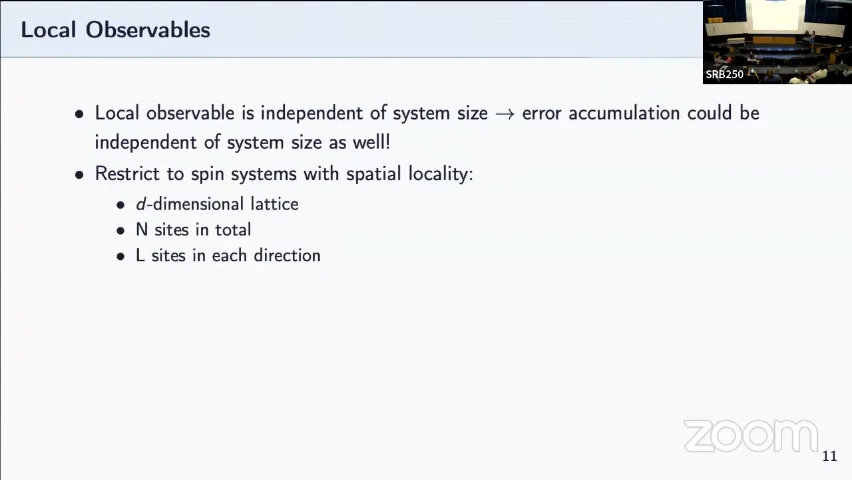 Local Observables
SRB250
• Local observable is independent of system size → error accumulation could be
independent of system size as well!
• Restrict to spin systems with spatial locality:
• d-dimensional lattice
• N sites in total
• L sites in each direction
zoom
11